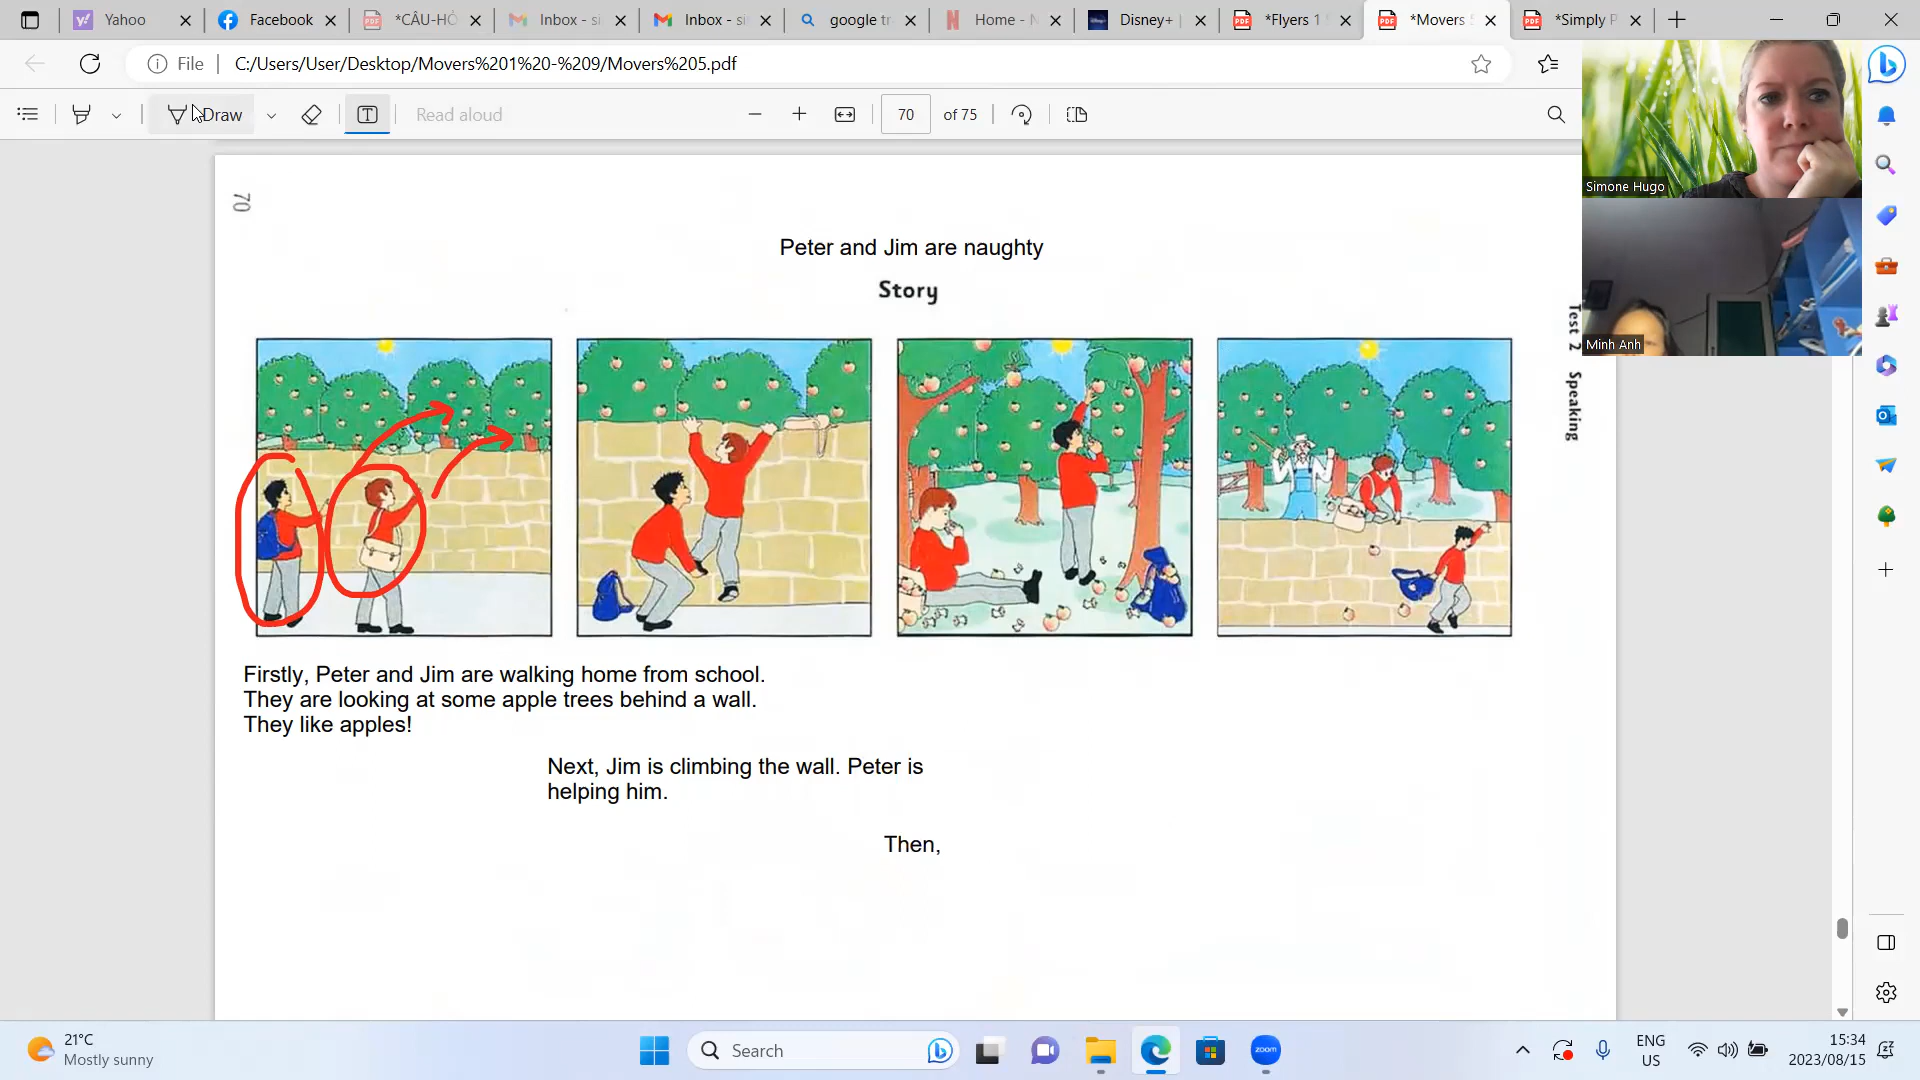 Yahoo
Facebook
*CÂU-HỎ
Inbox - si
Inbox - si
google tr
Home - N
Disney+ |
*Flyers 1
*Movers
*Simply P
File
C:/Users/User/Desktop/Movers%201%20-%209/Movers%205.pdf
Draw
Read aloud
70
of 75
Simone Hugo
Minh Anh
70
Peter and Jim are naughty
Story
Test 2
Speaking
Firstly, Peter and Jim are walking home from school.
They are looking at some apple trees behind a wall.
They like apples!
Next, Jim is climbing the wall. Peter is
helping him.
Then,
21°C
Mostly sunny
Search
zoom
ENG
US
15:34
2023/08/15